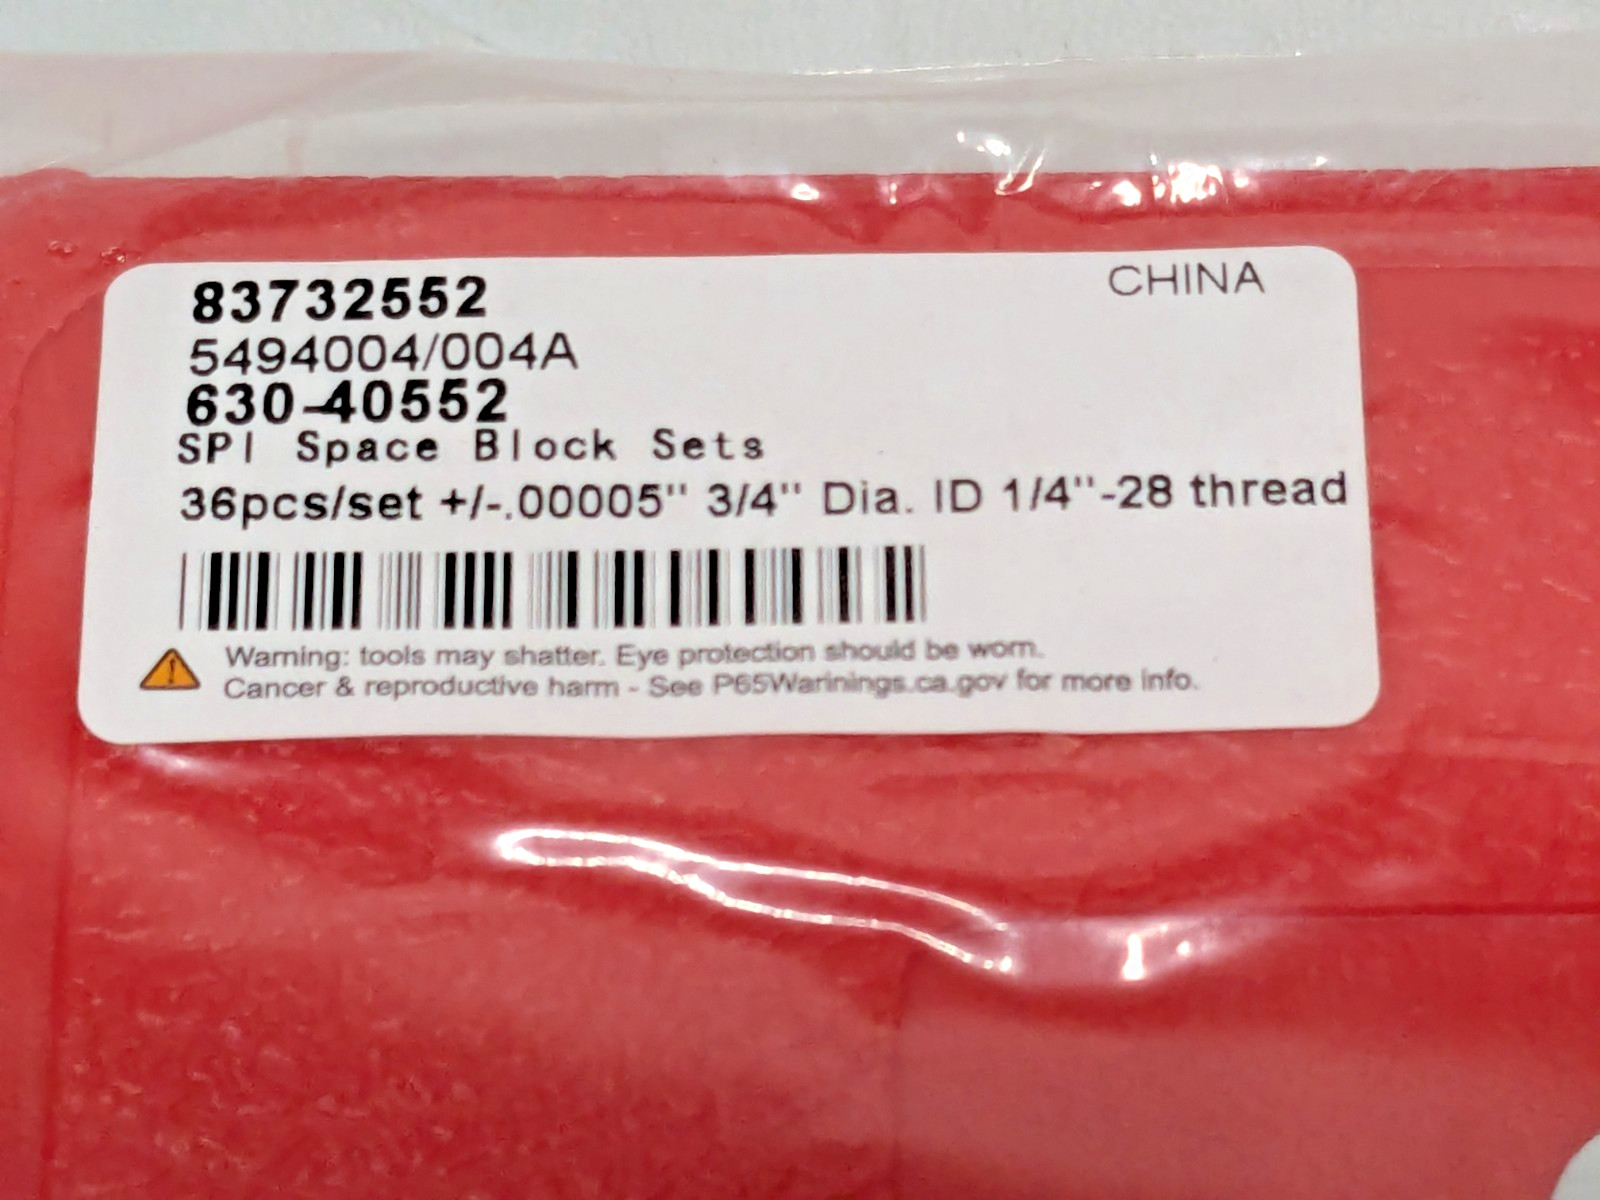 83732552
CHINA
5494004/004A
630-40552
SPI Space Block Sets
36pcs/set +/-.00005" 3/4" Dia. ID 1/4"-28 thread
Warning: tools may shatter. Eye protection should be worn.
Cancer & reproductive harm - See P65Warinings.ca.gov for more info.